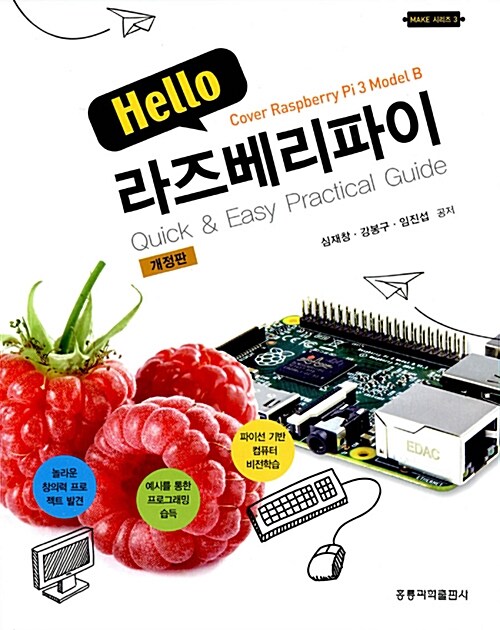 MAKE 시리즈 3
Hello
Cover Raspberry Pi 3 Model B
라즈베리파이
Quick & Easy Practical Guide
심재창 · 강봉구 · 임진섭 공저
개정판
파이선 기반
컴퓨터
비전학습
놀라운
창의력 프로
젝트 발견
예시를 통한
프로그래밍
습득
EDAC
홍릉과학출판사